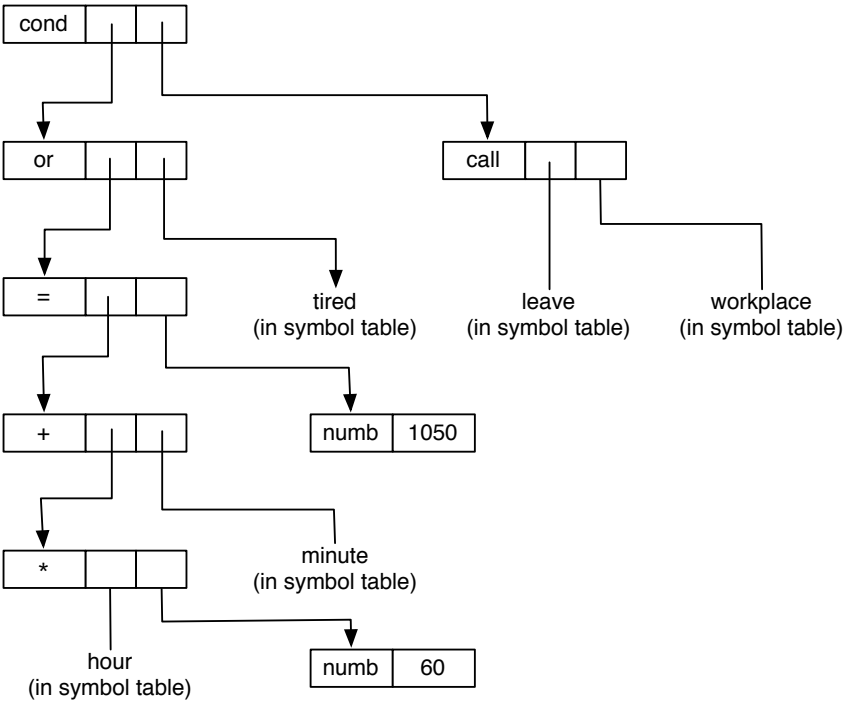 cond
or
call
=
tired
(in symbol table)
leave
(in symbol table)
workplace
(in symbol table)
+
numb 1050
*
minute
(in symbol table)
hour
(in symbol table)
numb 60